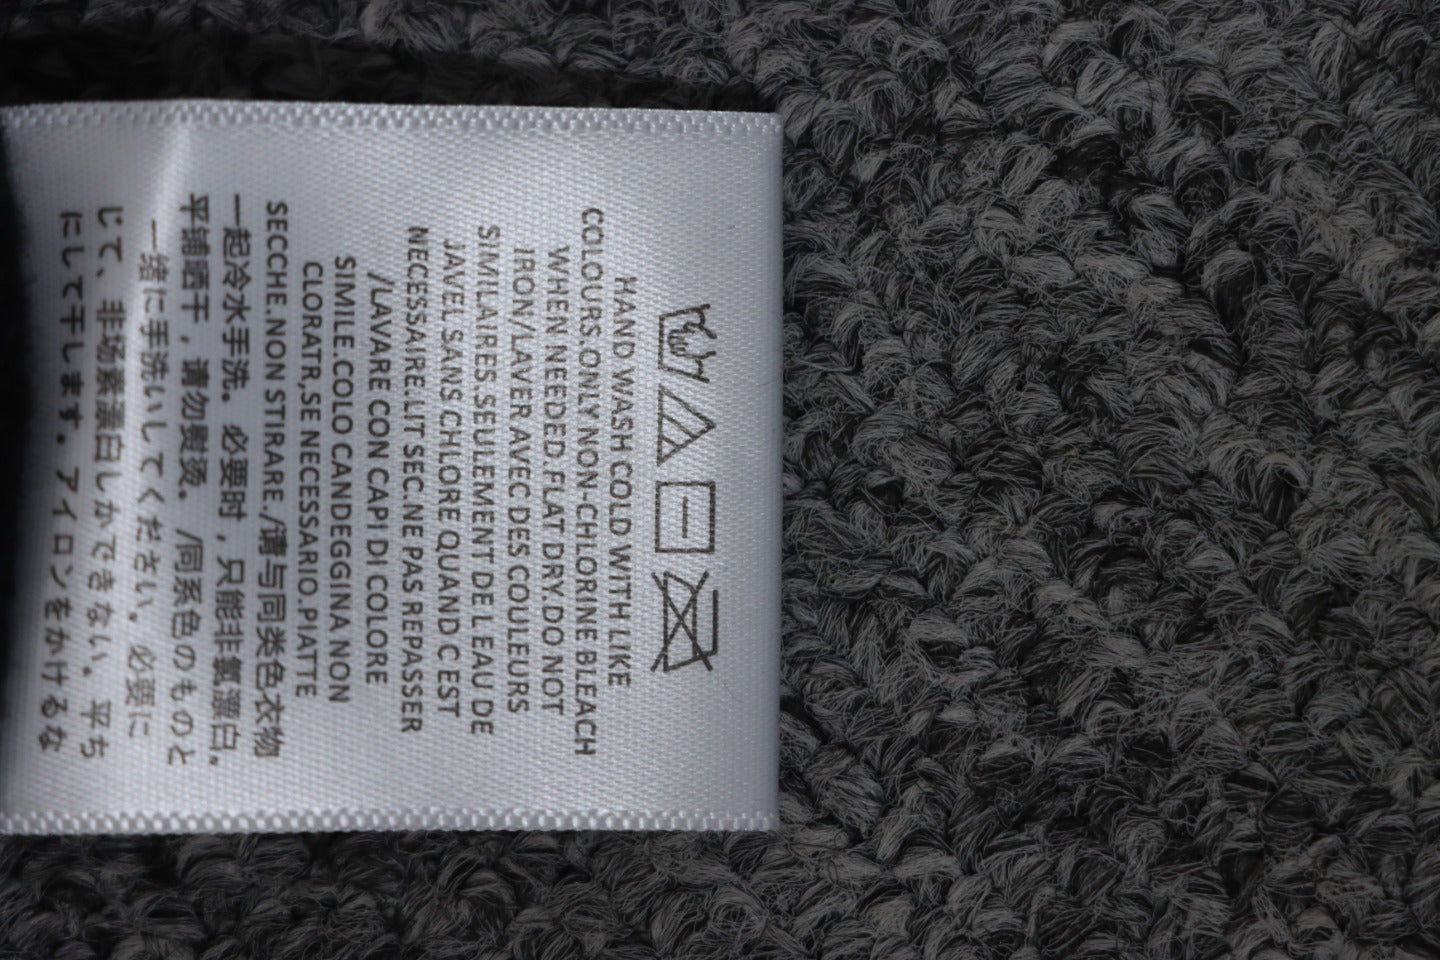 HAND WASH COLD WITH LIKE
COLOURS.ONLY NON-CHLORINE BLEACH
WHEN NEEDED.FLAT DRY.DO NOT
IRON/LAVER AVEC DES COULEURS
SIMILAIRES.SEULEMENT DE L EAU DE
JAVEL SANS CHLORE QUAND C EST
NECESSAIRE.LIT SEC.NE PAS REPASSER
/LAVARE CON CAPI DI COLORE
SIMILE.COLO CANDEGGINA NON
CLORATR,SE NECESSARIO.PIATTE
SECCHE.NON STIRARE./请与同类色衣物
一起冷水手洗。必要时,只能非氯漂白.
平铺晒干,请勿熨烫。/同系色のものと
一绪に手洗いしてください。必要に
じて、非场素漂白しかできない。平ち
にして干します.アイロンをかけるな